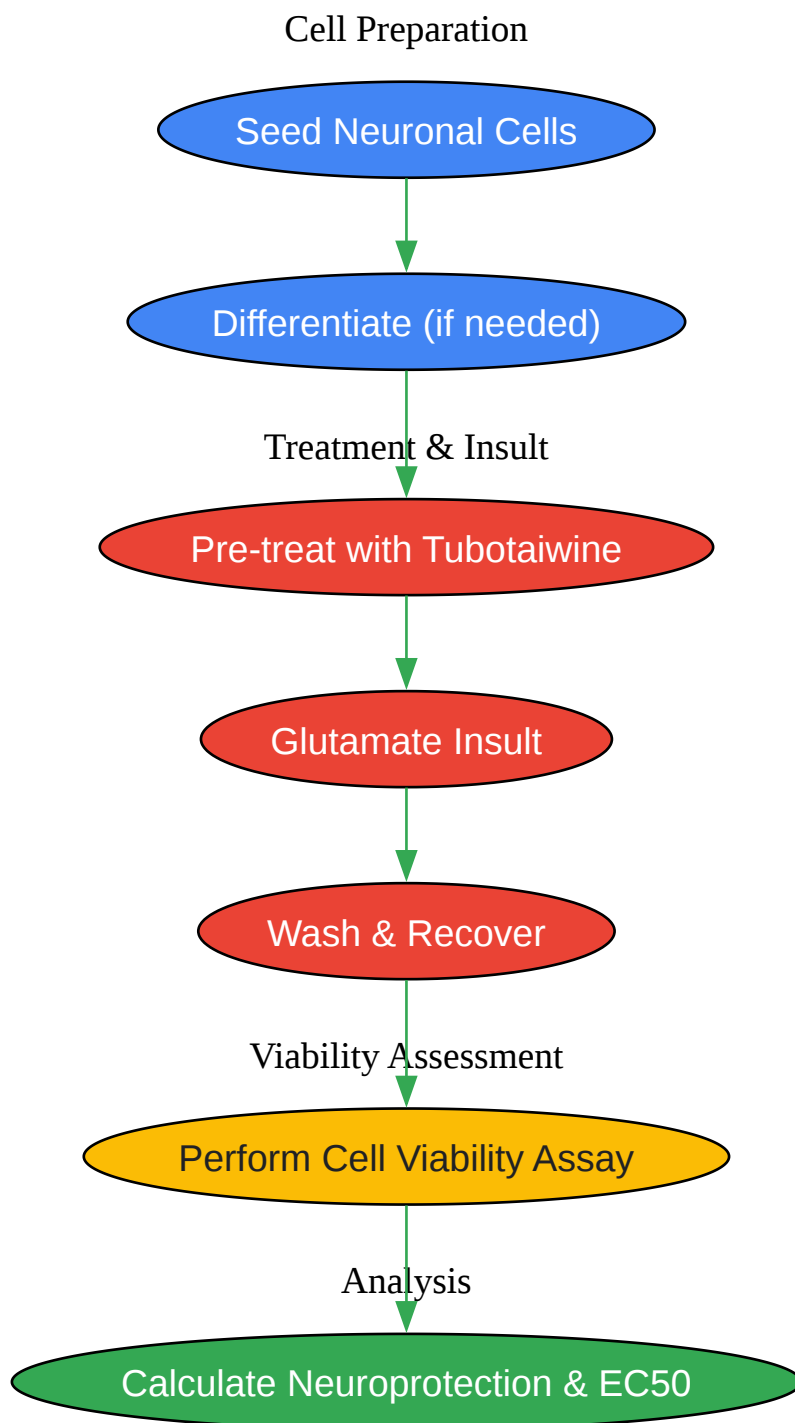 Cell Preparation
Seed Neuronal Cells
Differentiate (if needed)
Treatment & Insult
Pre-treat with Tubotaiwine
Glutamate Insult
Wash & Recover
Viability Assessment
Perform Cell Viability Assay
Analysis
Calculate Neuroprotection & EC50